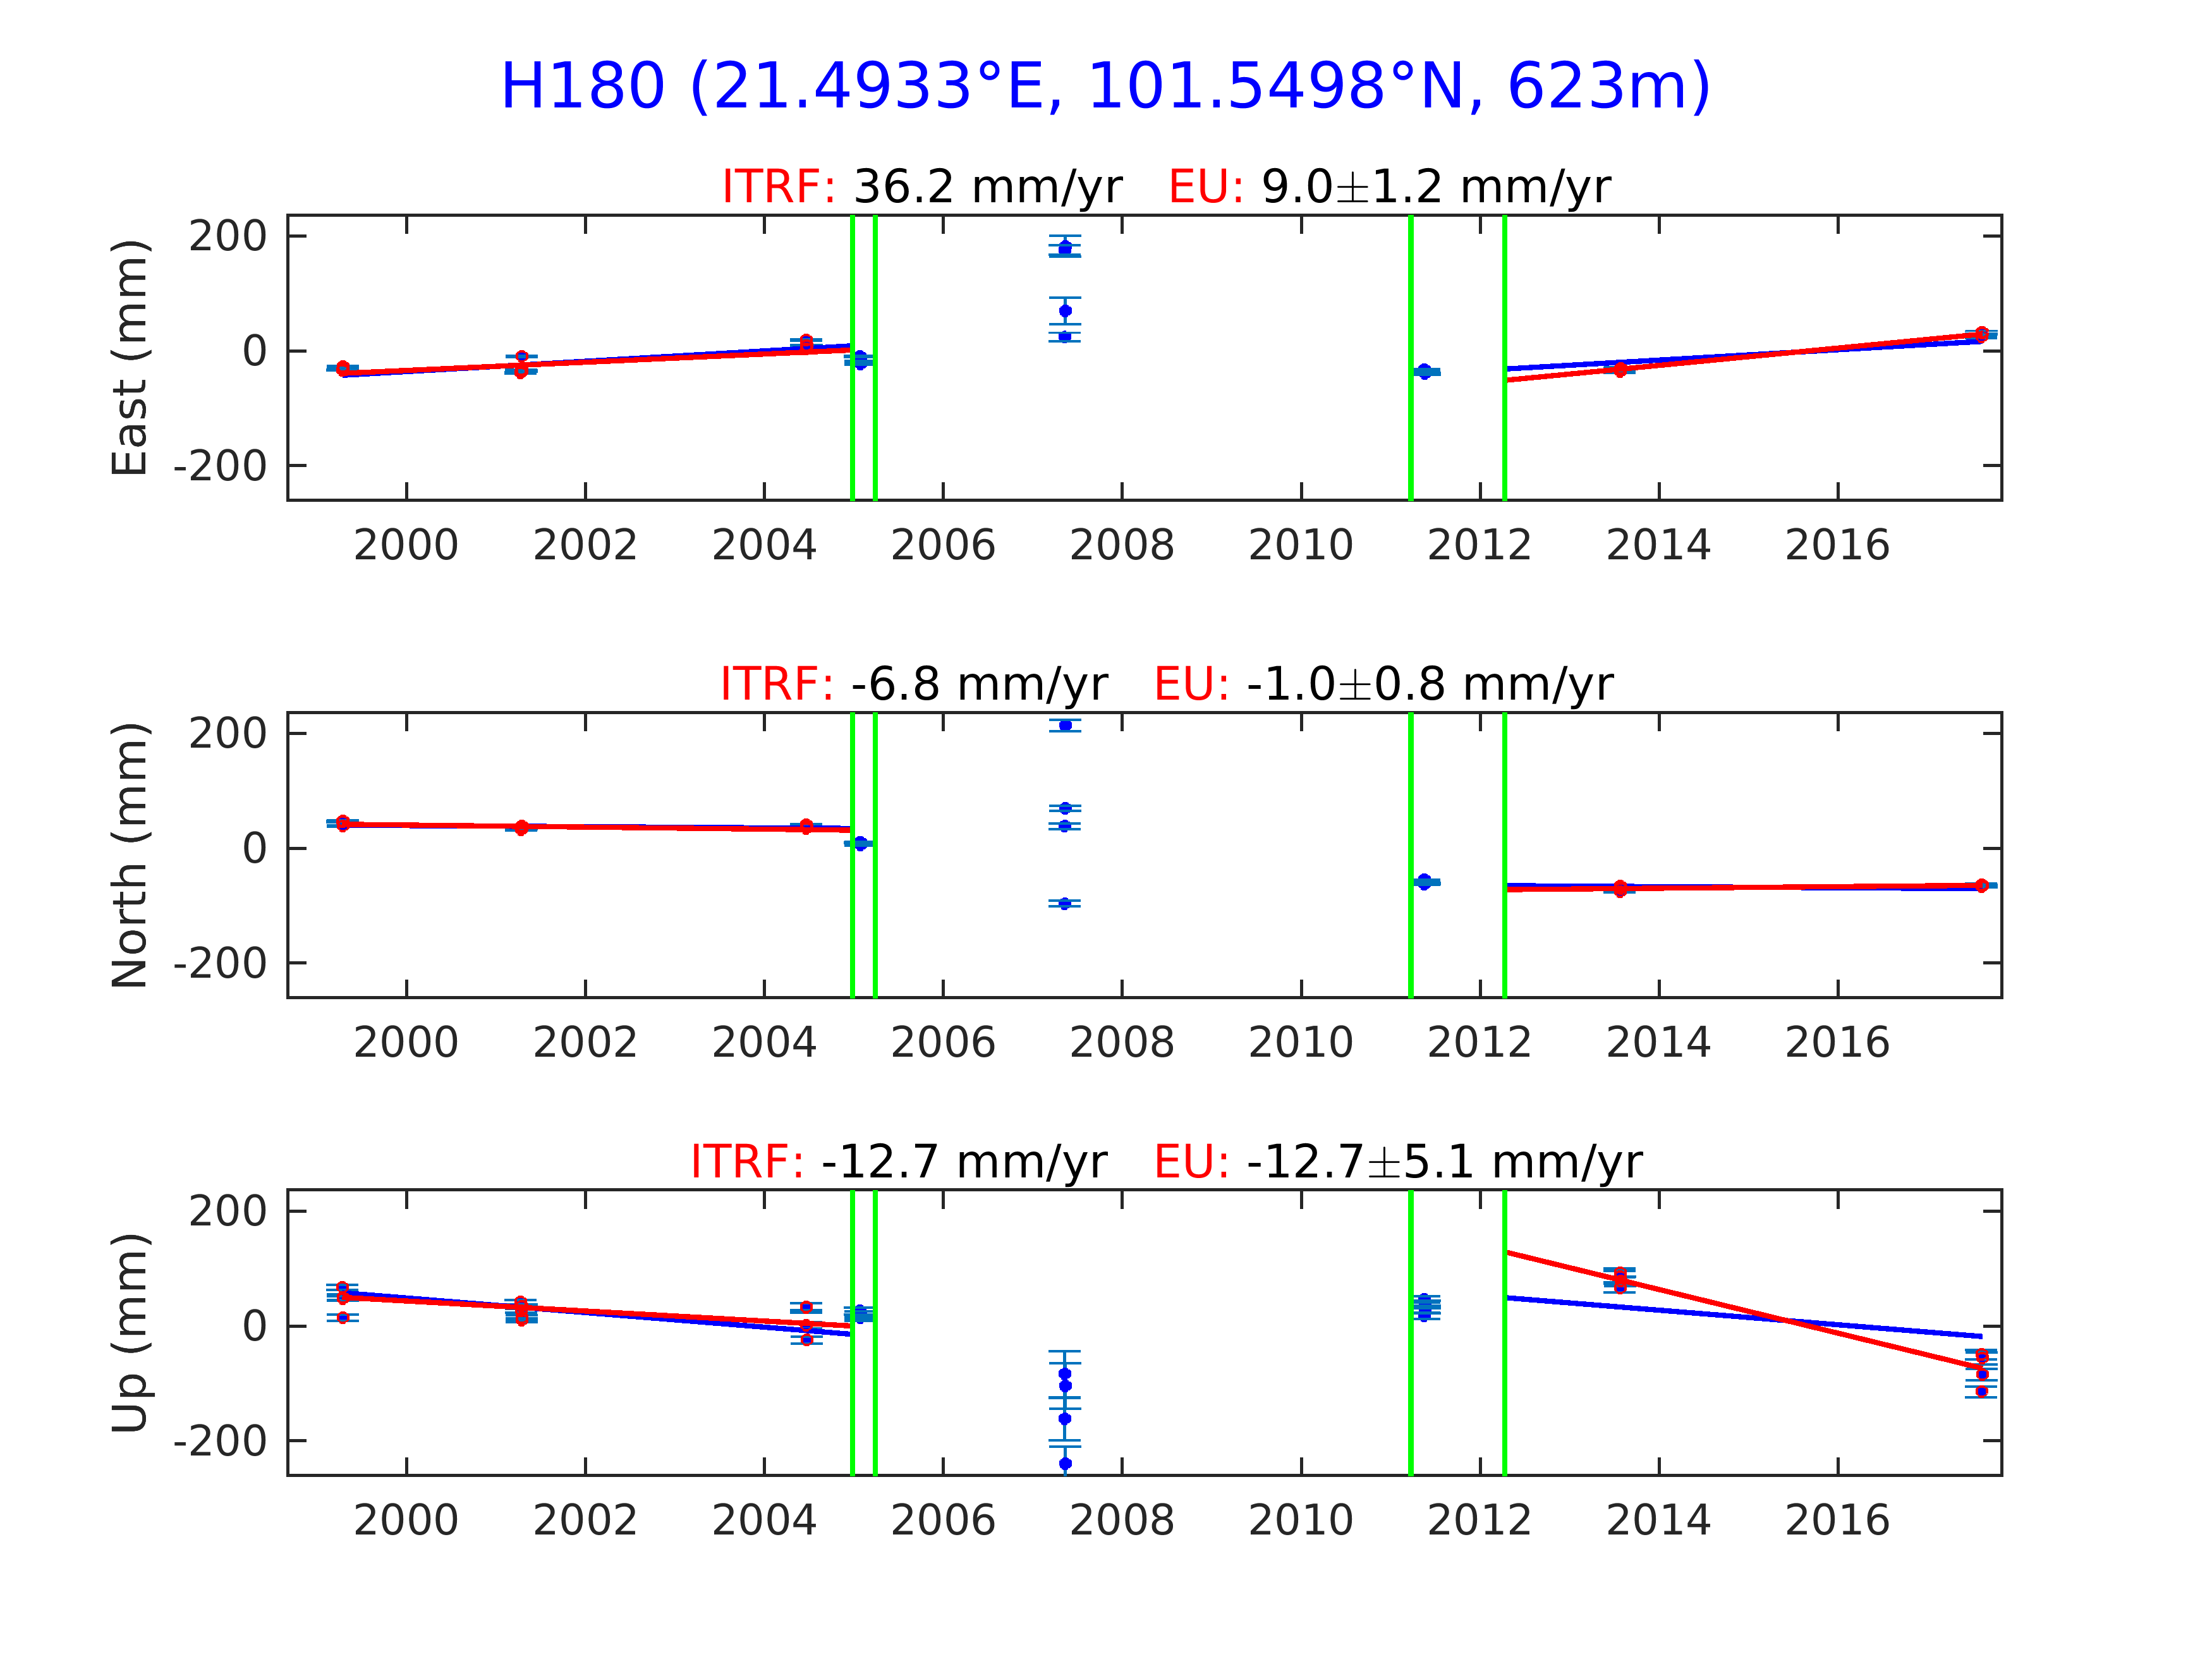 H180 (21.4933°E, 101.5498°N, 623m)
ITRF: 36.2 mm/yr EU: 9.0±1.2 mm/yr
East (mm)
200
0
-200
2000 2002 2004 2006 2008 2010 2012 2014 2016
ITRF: -6.8 mm/yr EU: -1.0±0.8 mm/yr
North (mm)
200
0
-200
2000 2002 2004 2006 2008 2010 2012 2014 2016
ITRF: -12.7 mm/yr EU: -12.7±5.1 mm/yr
Up (mm)
200
0
-200
2000 2002 2004 2006 2008 2010 2012 2014 2016